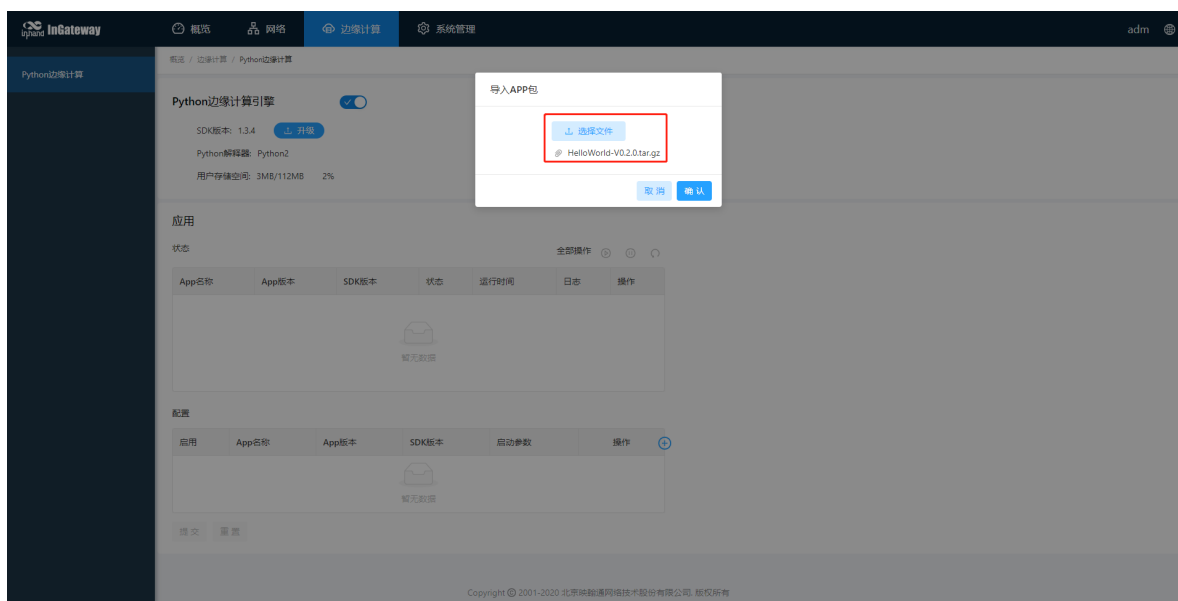 inhand InGateway 概览 网络 边缘计算 系统管理 adm
Python边缘计算
概览 / 边缘计算 / Python边缘计算
导入APP包
Python边缘计算引擎
选择文件
SDK版本: 1.3.4 升级
HelloWorld-V0.2.0.tar.gz
Python解释器: Python2
用户存储空间: 3MB/112MB 2%
取消 确认
应用
状态 全部操作
App名称 App版本 SDK版本 状态 运行时间 日志 操作
暂无数据
配置
启用 App名称 App版本 SDK版本 启动参数 操作
暂无数据
提交 重置
Copyright © 2001-2020 北京映翰通网络技术股份有限公司. 版权所有